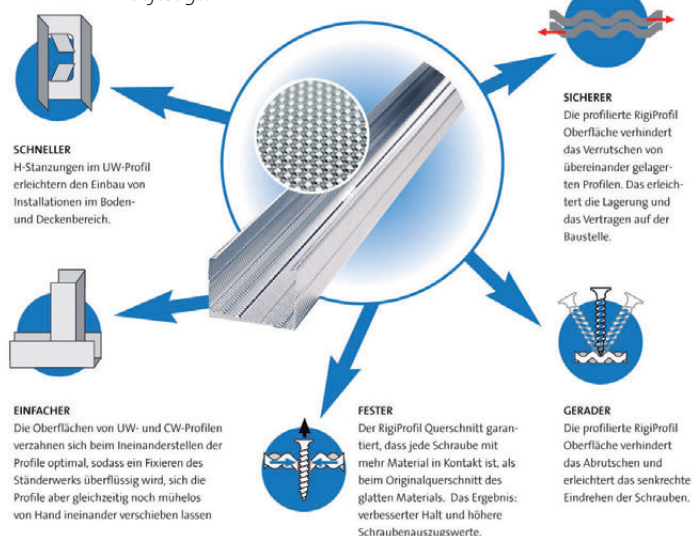 SCHNELLER
H-Stanzungen im UW-Profil
erleichtern den Einbau von
Installationen im Boden-
und Deckenbereich.
SICHERER
Die profilierte RigiProfil
Oberfläche verhindert
das Verrutschen von
übereinander gelager-
ten Profilen. Das erleich-
tert die Lagerung und
das Vertragen auf der
Baustelle.
EINFACHER
Die Oberflächen von UW- und CW-Profilen
verzahnen sich beim Ineinanderstellen der
Profile optimal, sodass ein Fixieren des
Ständerwerks überflüssig wird, sich die
Profile aber gleichzeitig noch mühelos
von Hand ineinander verschieben lassen
FESTER
Der RigiProfil Querschnitt garan-
tiert, dass jede Schraube mit
mehr Material in Kontakt ist, als
beim Originalquerschnitt des
glatten Materials. Das Ergebnis:
verbesserter Halt und höhere
Schraubenauszugswerte.
GERADER
Die profilierte RigiProfil
Oberfläche verhindert
das Abrutschen und
erleichtert das senkrechte
Eindrehen der Schrauben.